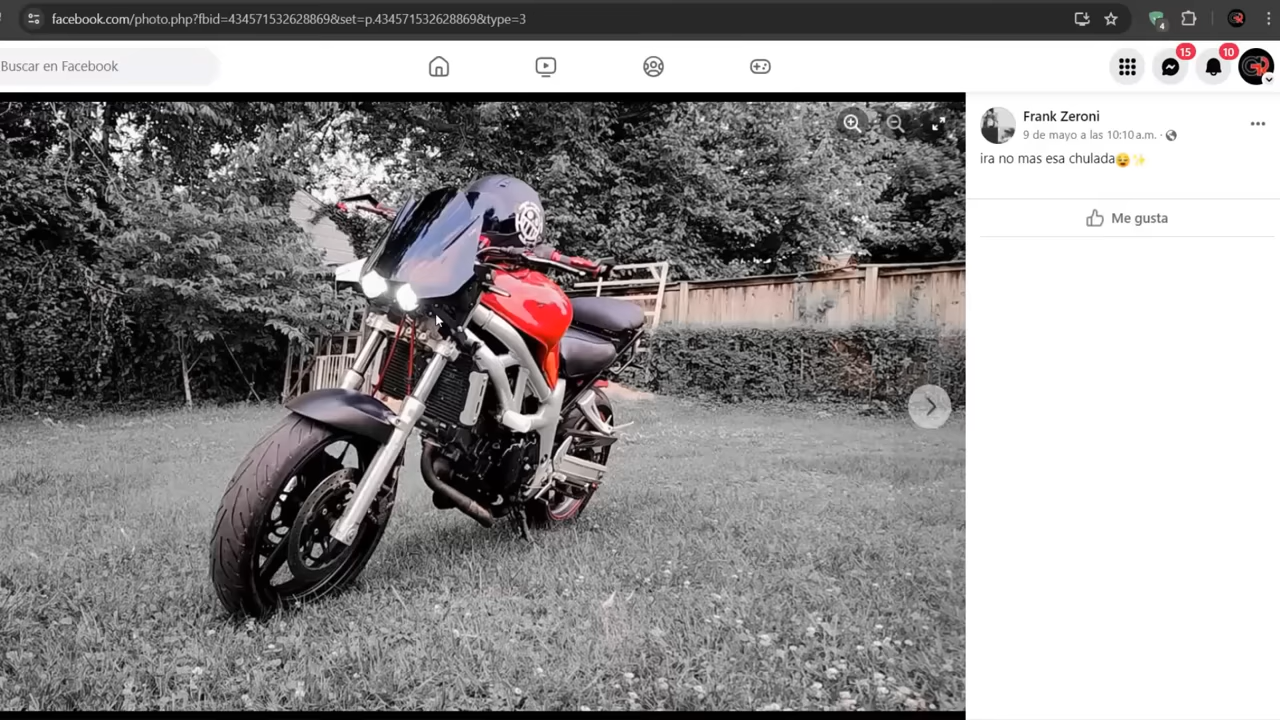 facebook.com/photo.php?fbid=434571532628869&set=p.434571532628869&type=3
4
Buscar en Facebook
15
10
Frank Zeroni
9 de mayo a las 10:10 a.m. ·
ira no mas esa chulada😌✨
Me gusta